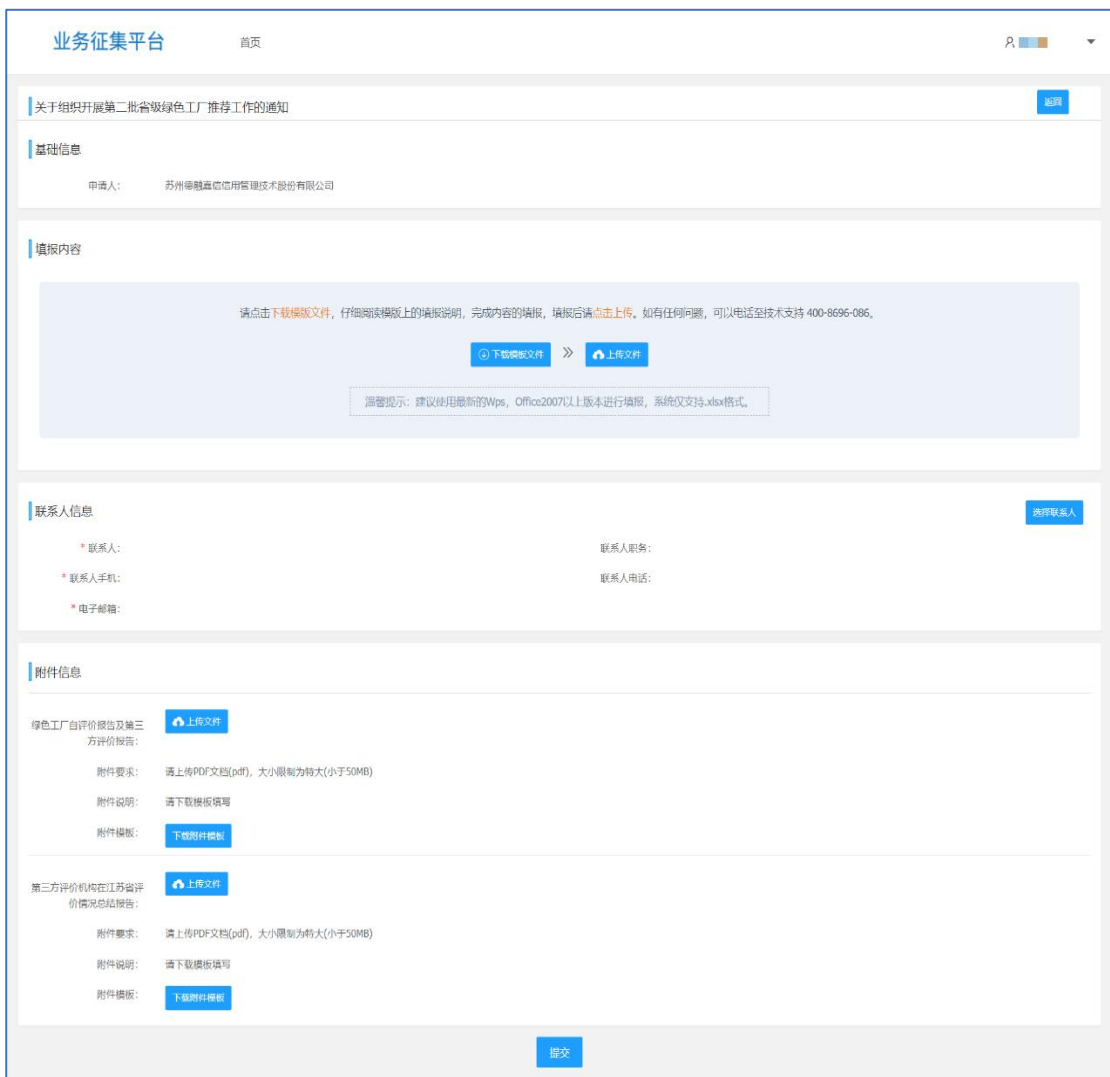 业务征集平台
首页
关于组织开展第二批省级绿色工厂推荐工作的通知
返回
基础信息
申请人：
苏州德融嘉信信用管理技术股份有限公司
填报内容
请点击下载模版文件，仔细阅读模版上的填报说明，完成内容的填报，填报后请点击上传。如有任何问题，可以电话至技术支持 400-8696-086。
下载模板文件
上传文件
温馨提示：建议使用最新的Wps，Office2007以上版本进行填报，系统仅支持.xlsx格式。
联系人信息
选择联系人
* 联系人：
联系人职务：
* 联系人手机：
联系人电话：
* 电子邮箱：
附件信息
绿色工厂自评价报告及第三
方评价报告：
上传文件
附件要求：
请上传PDF文档(pdf)，大小限制为特大(小于50MB)
附件说明：
请下载模板填写
附件模板：
下载附件模板
第三方评价机构在江苏省评
价情况总结报告：
上传文件
附件要求：
请上传PDF文档(pdf)，大小限制为特大(小于50MB)
附件说明：
请下载模板填写
附件模板：
下载附件模板
提交